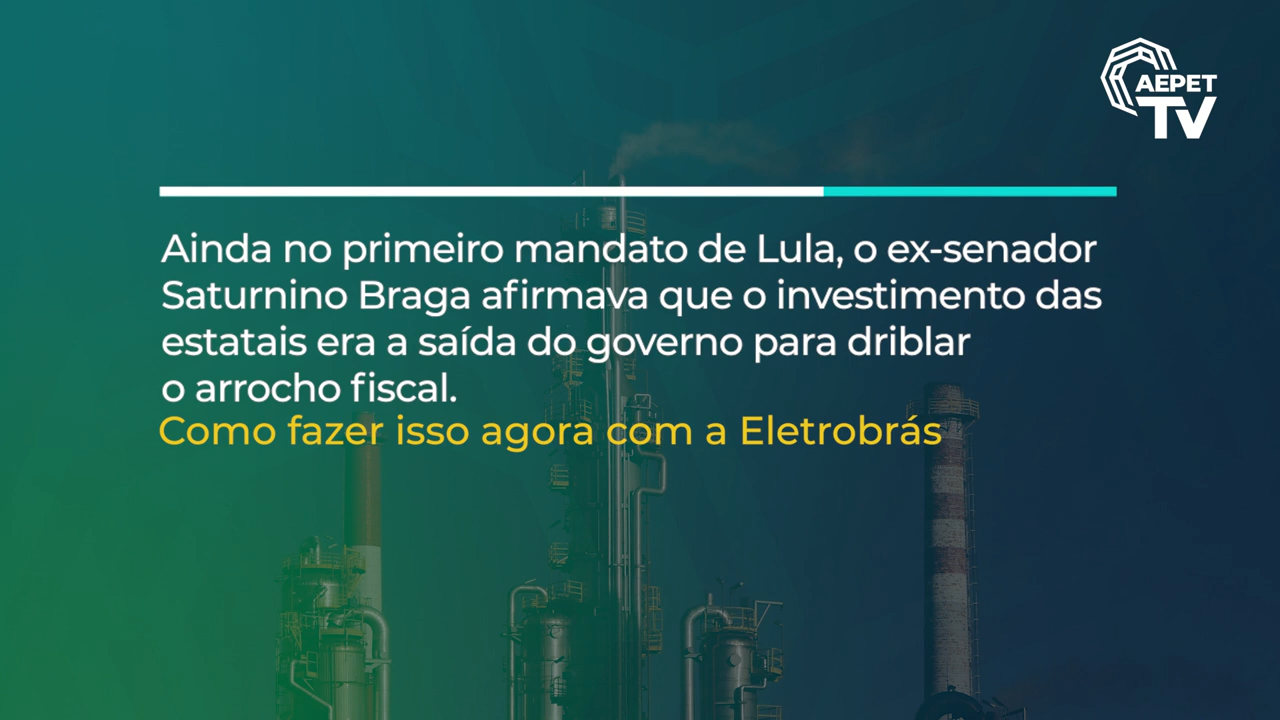 AEPET
TV
Ainda no primeiro mandato de Lula, o ex-senador
Saturnino Braga afirmava que o investimento das
estatais era a saída do governo para driblar
o arrocho fiscal.
Como fazer isso agora com a Eletrobrás